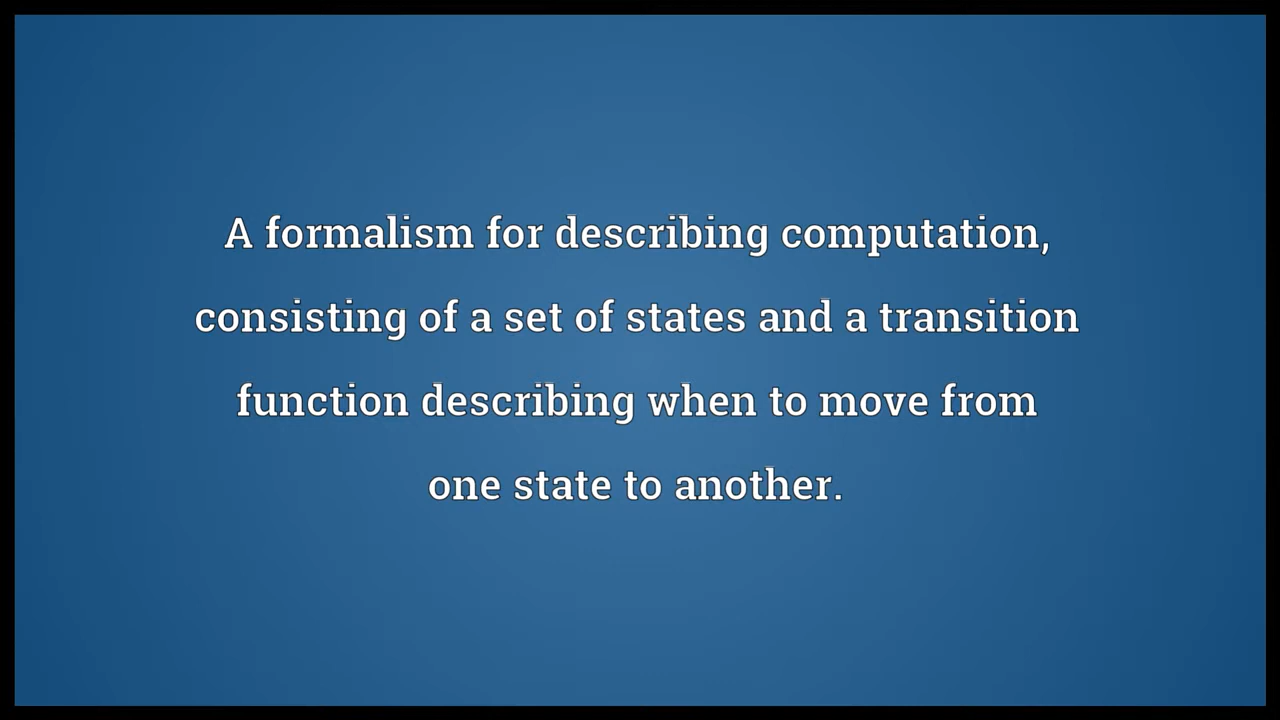 A formalism for describing computation,
consisting of a set of states and a transition
function describing when to move from
one state to another.